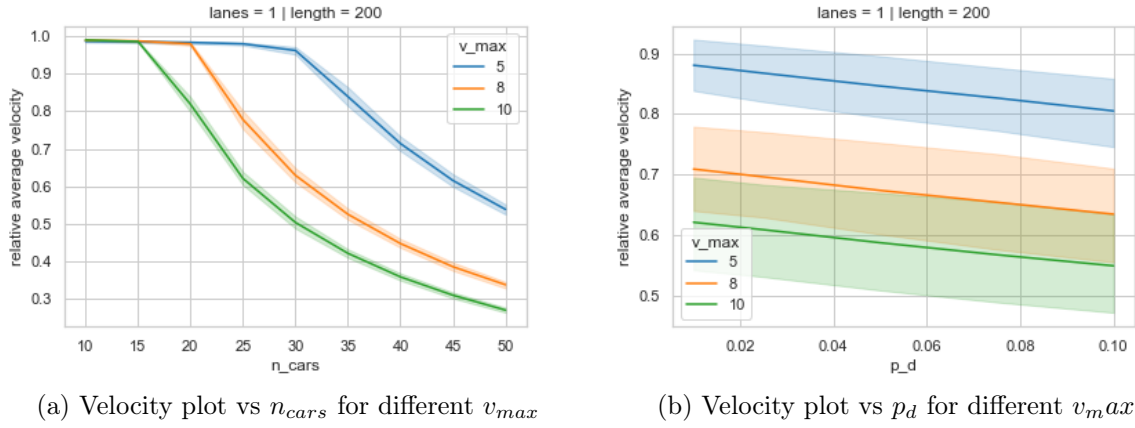 lanes = 1 | length = 200
1.0
0.9
0.8
0.7
0.6
0.5
0.4
0.3
relative average velocity
v_max
5
8
10
10 15 20 25 30 35 40 45 50
n_cars
(a) Velocity plot vs n_{cars} for different v_{max}
lanes = 1 | length = 200
0.9
0.8
0.7
0.6
0.5
relative average velocity
v_max
5
8
10
0.02 0.04 0.06 0.08 0.10
p_d
(b) Velocity plot vs p_d for different v_max